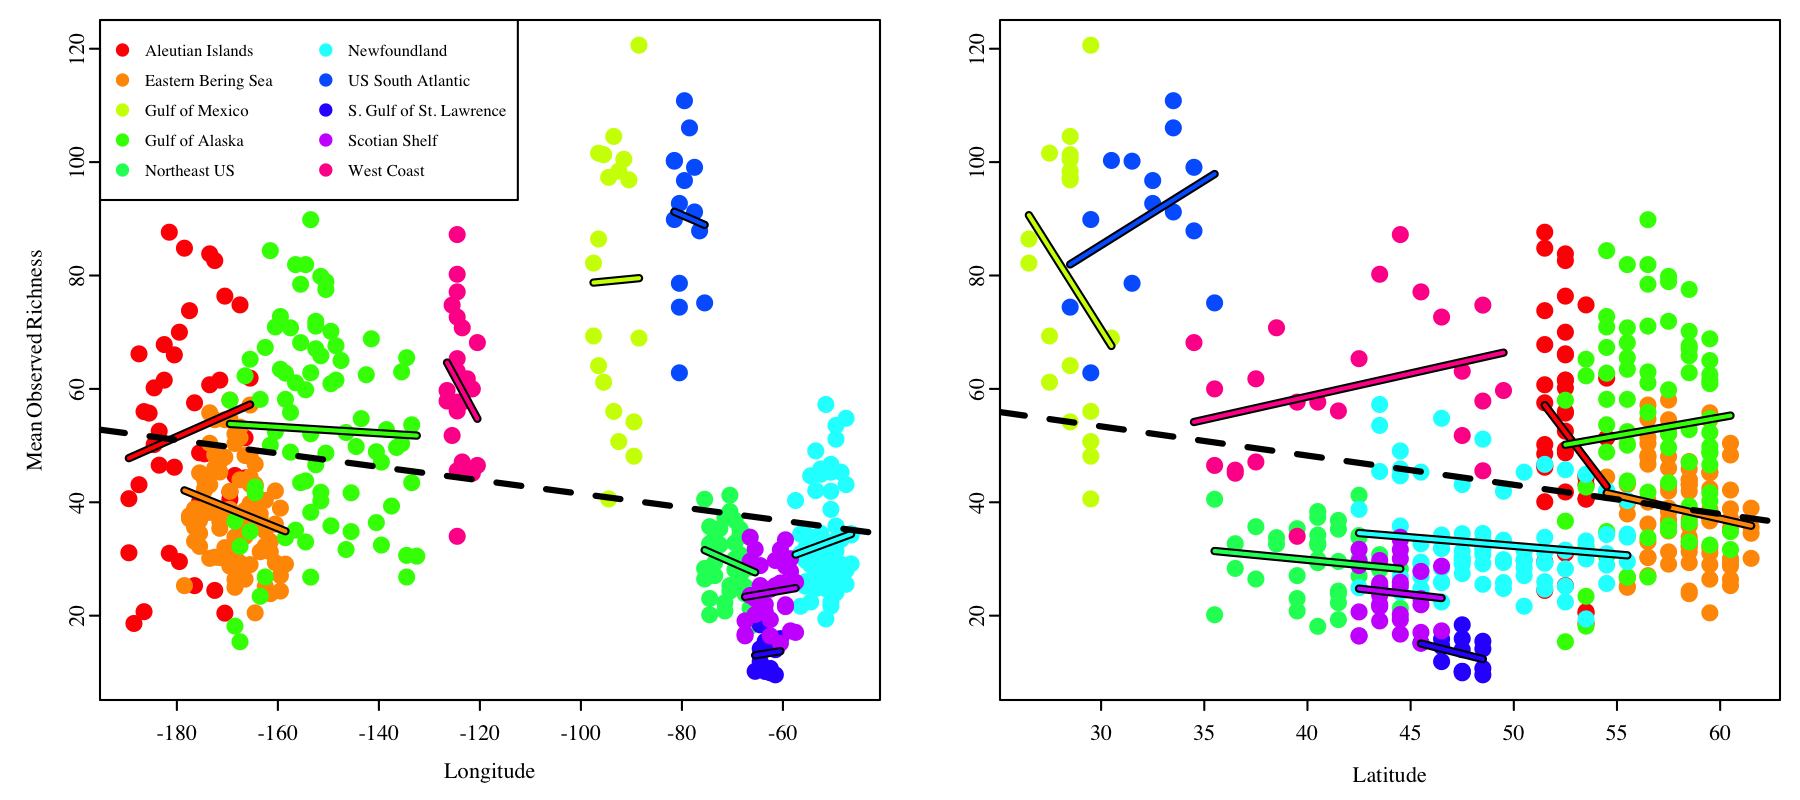 Mean Observed Richness
20
40
60
80
100
120
Aleutian Islands
Eastern Bering Sea
Gulf of Mexico
Gulf of Alaska
Northeast US
Newfoundland
US South Atlantic
S. Gulf of St. Lawrence
Scotian Shelf
West Coast
-180 -160 -140 -120 -100 -80 -60
Longitude
20
40
60
80
100
120
30 35 40 45 50 55 60
Latitude